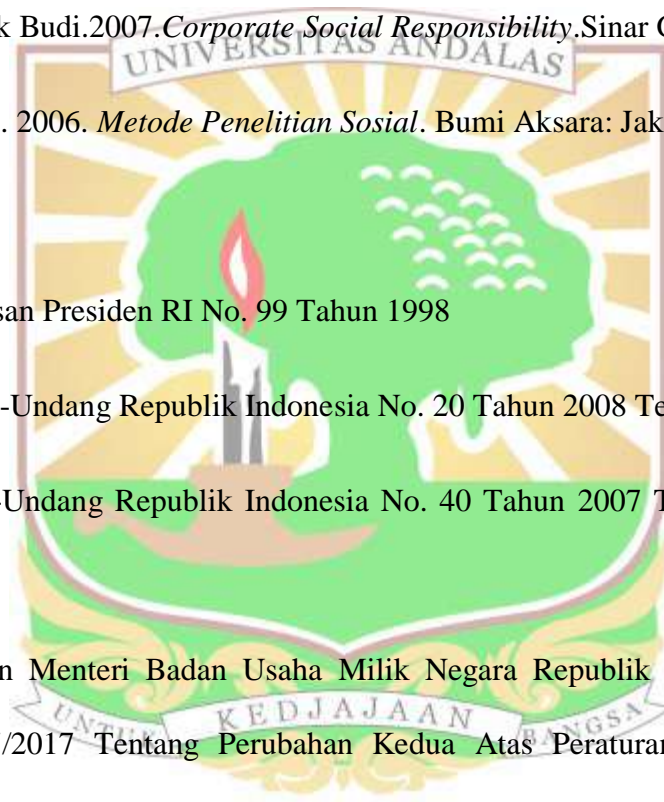 k Budi.2007.Corporate Social Responsibility.Sinar
UNIVERSITAS ANDALAS
. 2006. Metode Penelitian Sosial. Bumi Aksara: Jak
san Presiden RI No. 99 Tahun 1998
-Undang Republik Indonesia No. 20 Tahun 2008 Te
-Undang Republik Indonesia No. 40 Tahun 2007 T
n Menteri Badan Usaha Milik Negara Republik
UNTUK KEDJAJAAN BANGSA
/2017 Tentang Perubahan Kedua Atas Peraturan